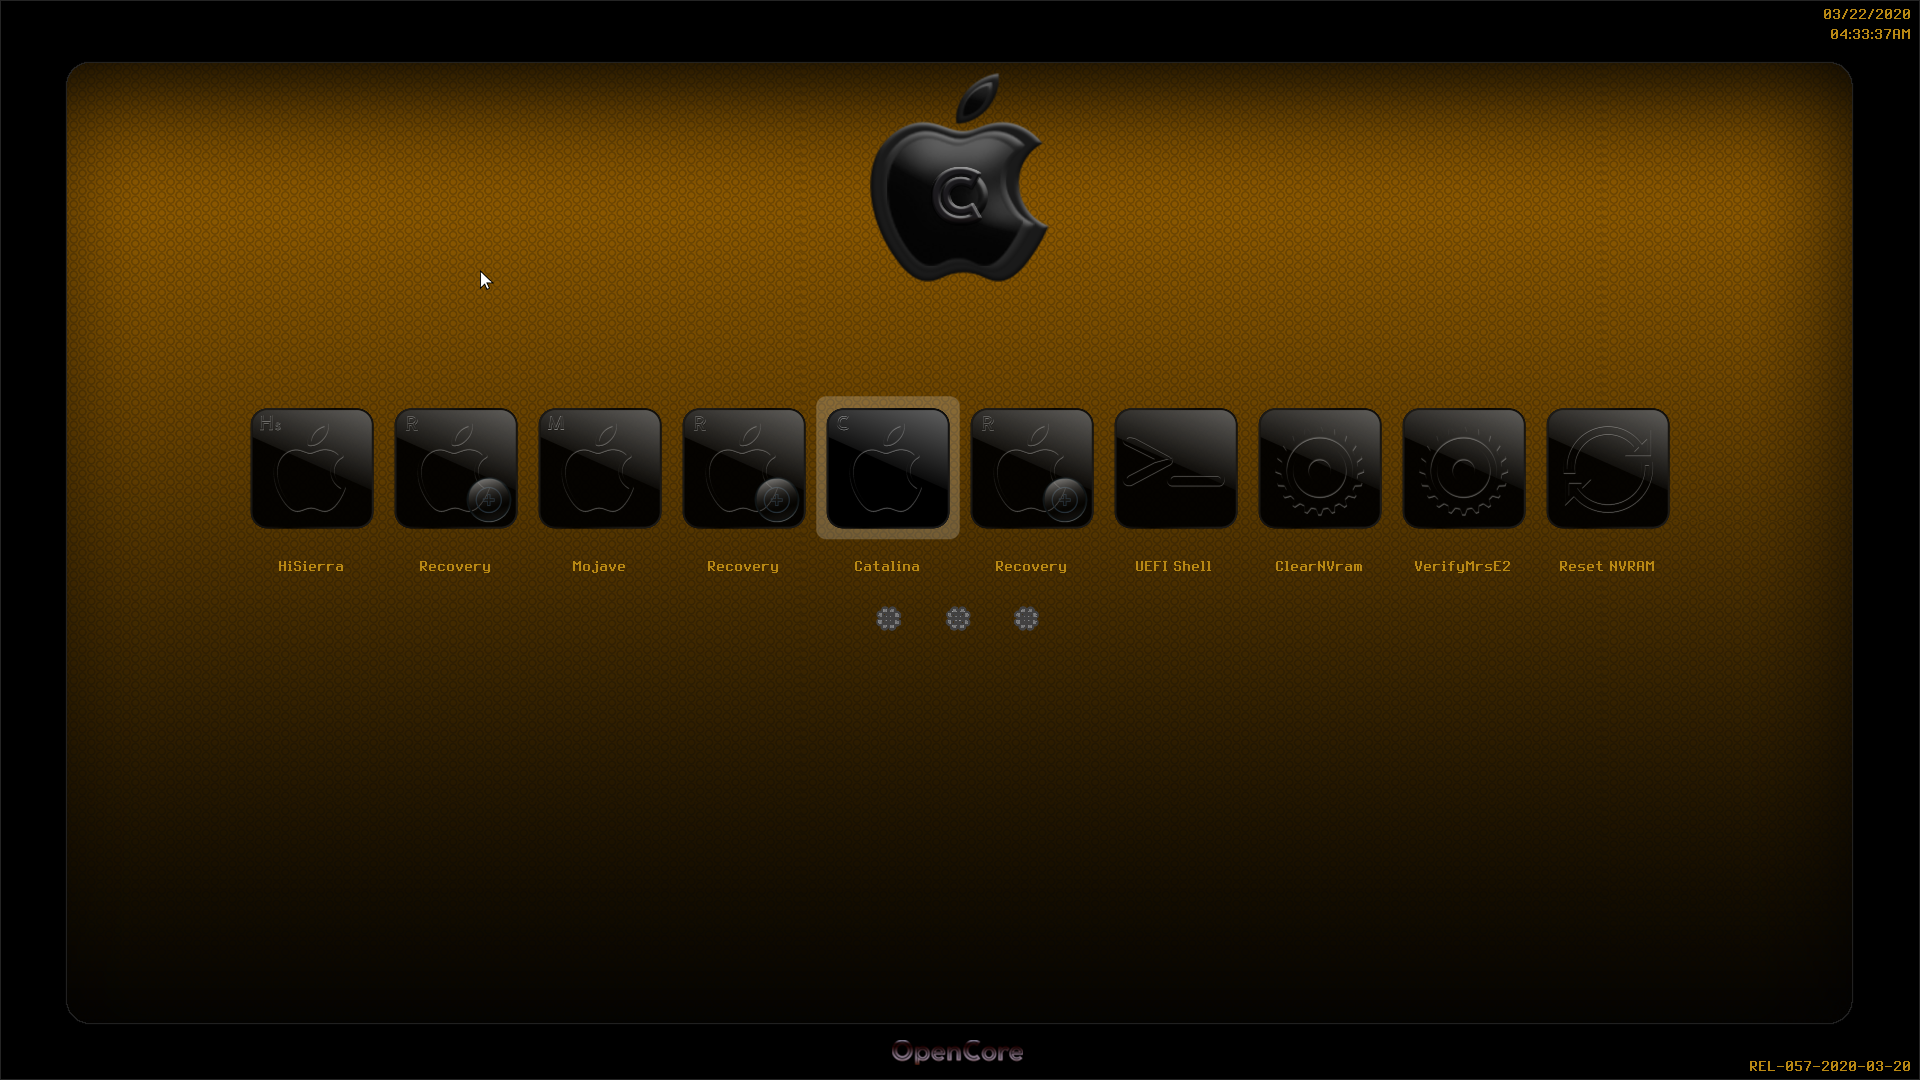 03/22/2020
04:33:37AM
Hs
R
M
R
C
R
HiSierra
Recovery
Mojave
Recovery
Catalina
Recovery
UEFI Shell
ClearNVram
VerifyMrsE2
Reset NVRAM
OpenCore
REL-057-2020-03-20